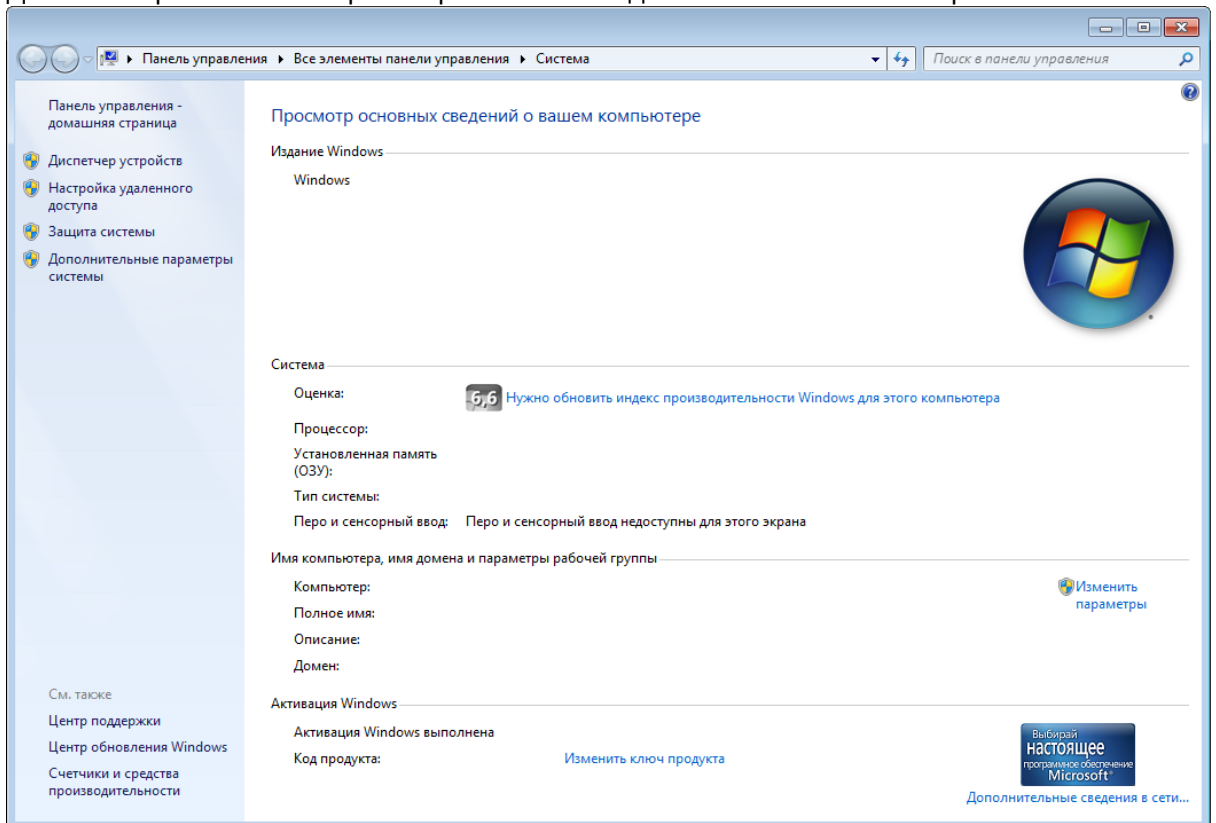 Панель управления ▸ Все элементы панели управления ▸ Система
Поиск в панели управления
Панель управления -
домашняя страница
Диспетчер устройств
Настройка удаленного
доступа
Защита системы
Дополнительные параметры
системы
См. также
Центр поддержки
Центр обновления Windows
Счетчики и средства
производительности
Просмотр основных сведений о вашем компьютере
Издание Windows
Windows
Система
Оценка:
6,6 Нужно обновить индекс производительности Windows для этого компьютера
Процессор:
Установленная память
(ОЗУ):
Тип системы:
Перо и сенсорный ввод: Перо и сенсорный ввод недоступны для этого экрана
Имя компьютера, имя домена и параметры рабочей группы
Компьютер:
Изменить
параметры
Полное имя:
Описание:
Домен:
Активация Windows
Активация Windows выполнена
Код продукта: Изменить ключ продукта
Выбирай
настоящее
программное обеспечение
Microsoft®
Дополнительные сведения в сети...